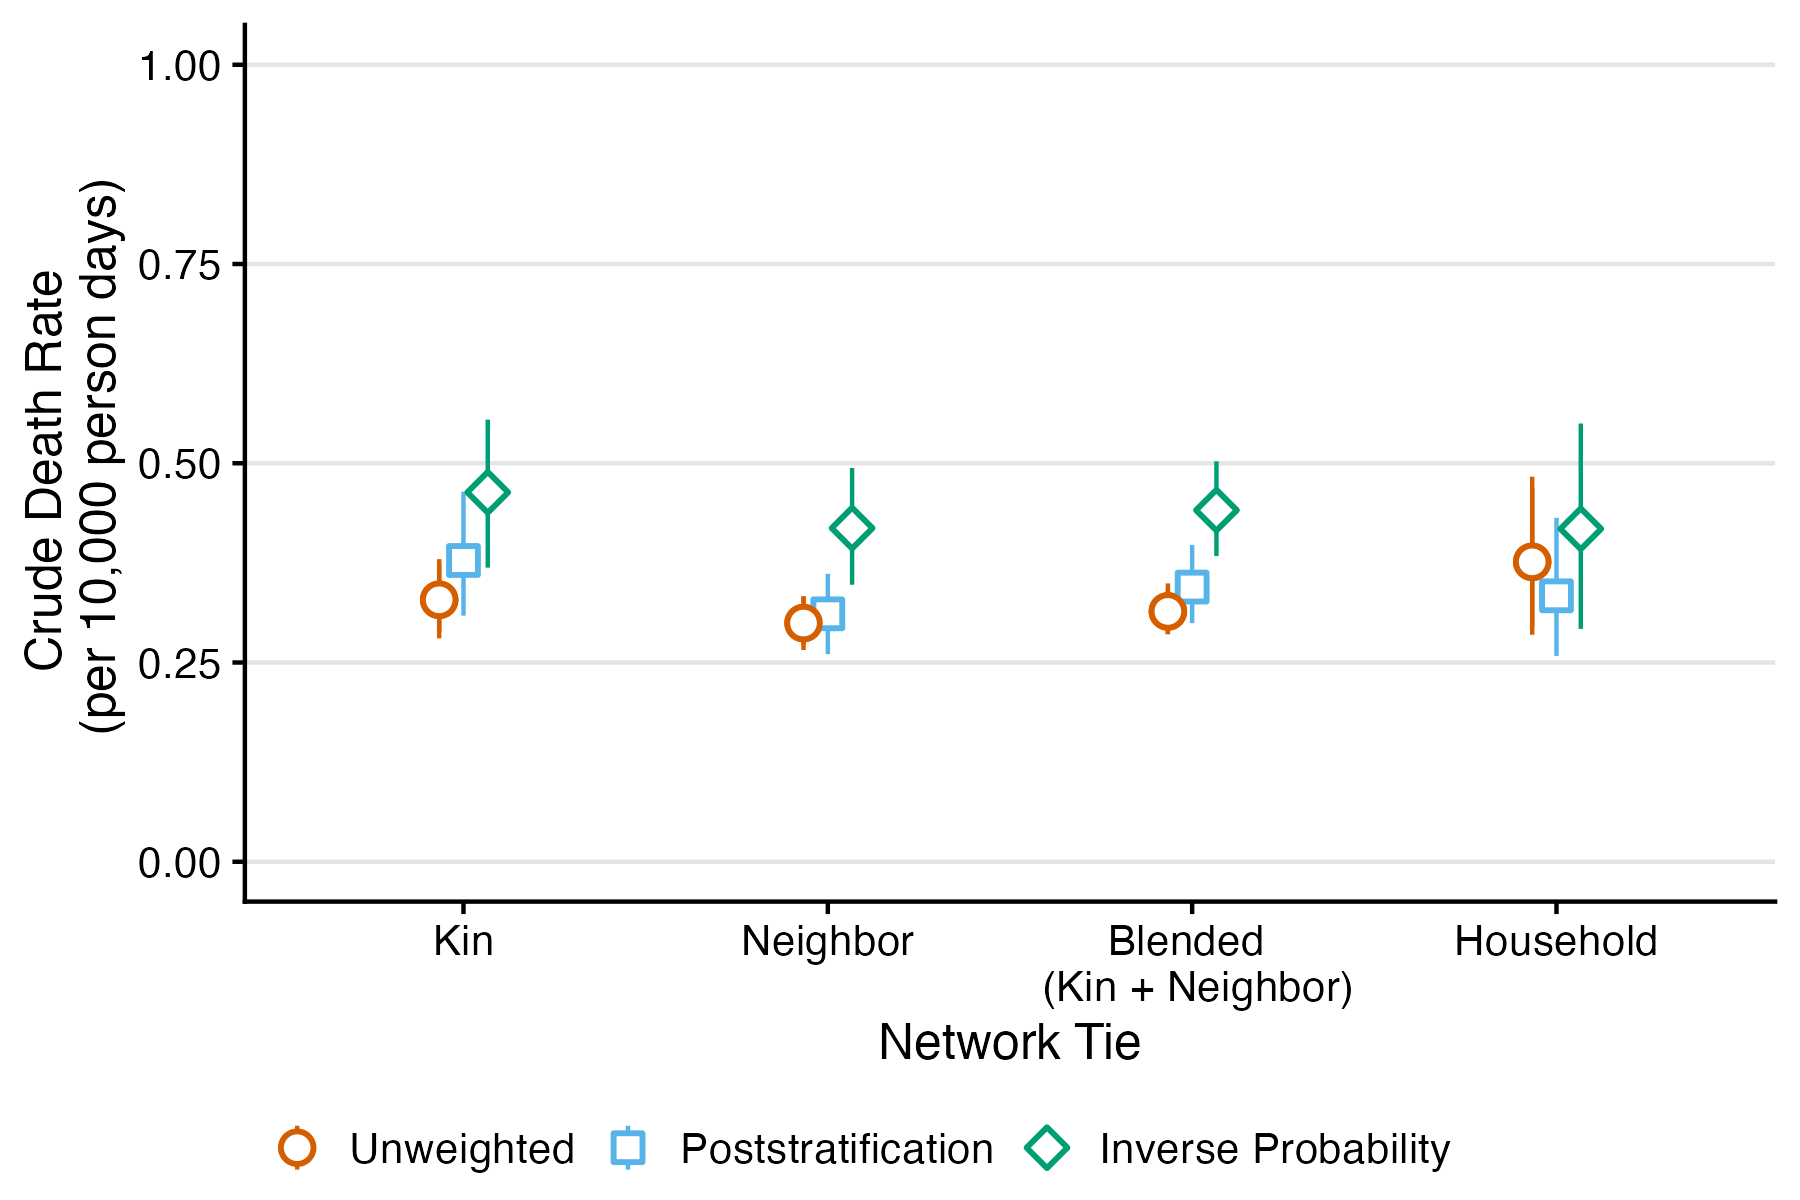 Crude Death Rate
(per 10,000 person days)
1.00
0.75
0.50
0.25
0.00
Kin
Neighbor
Blended
(Kin + Neighbor)
Household
Network Tie
Unweighted
Poststratification
Inverse Probability